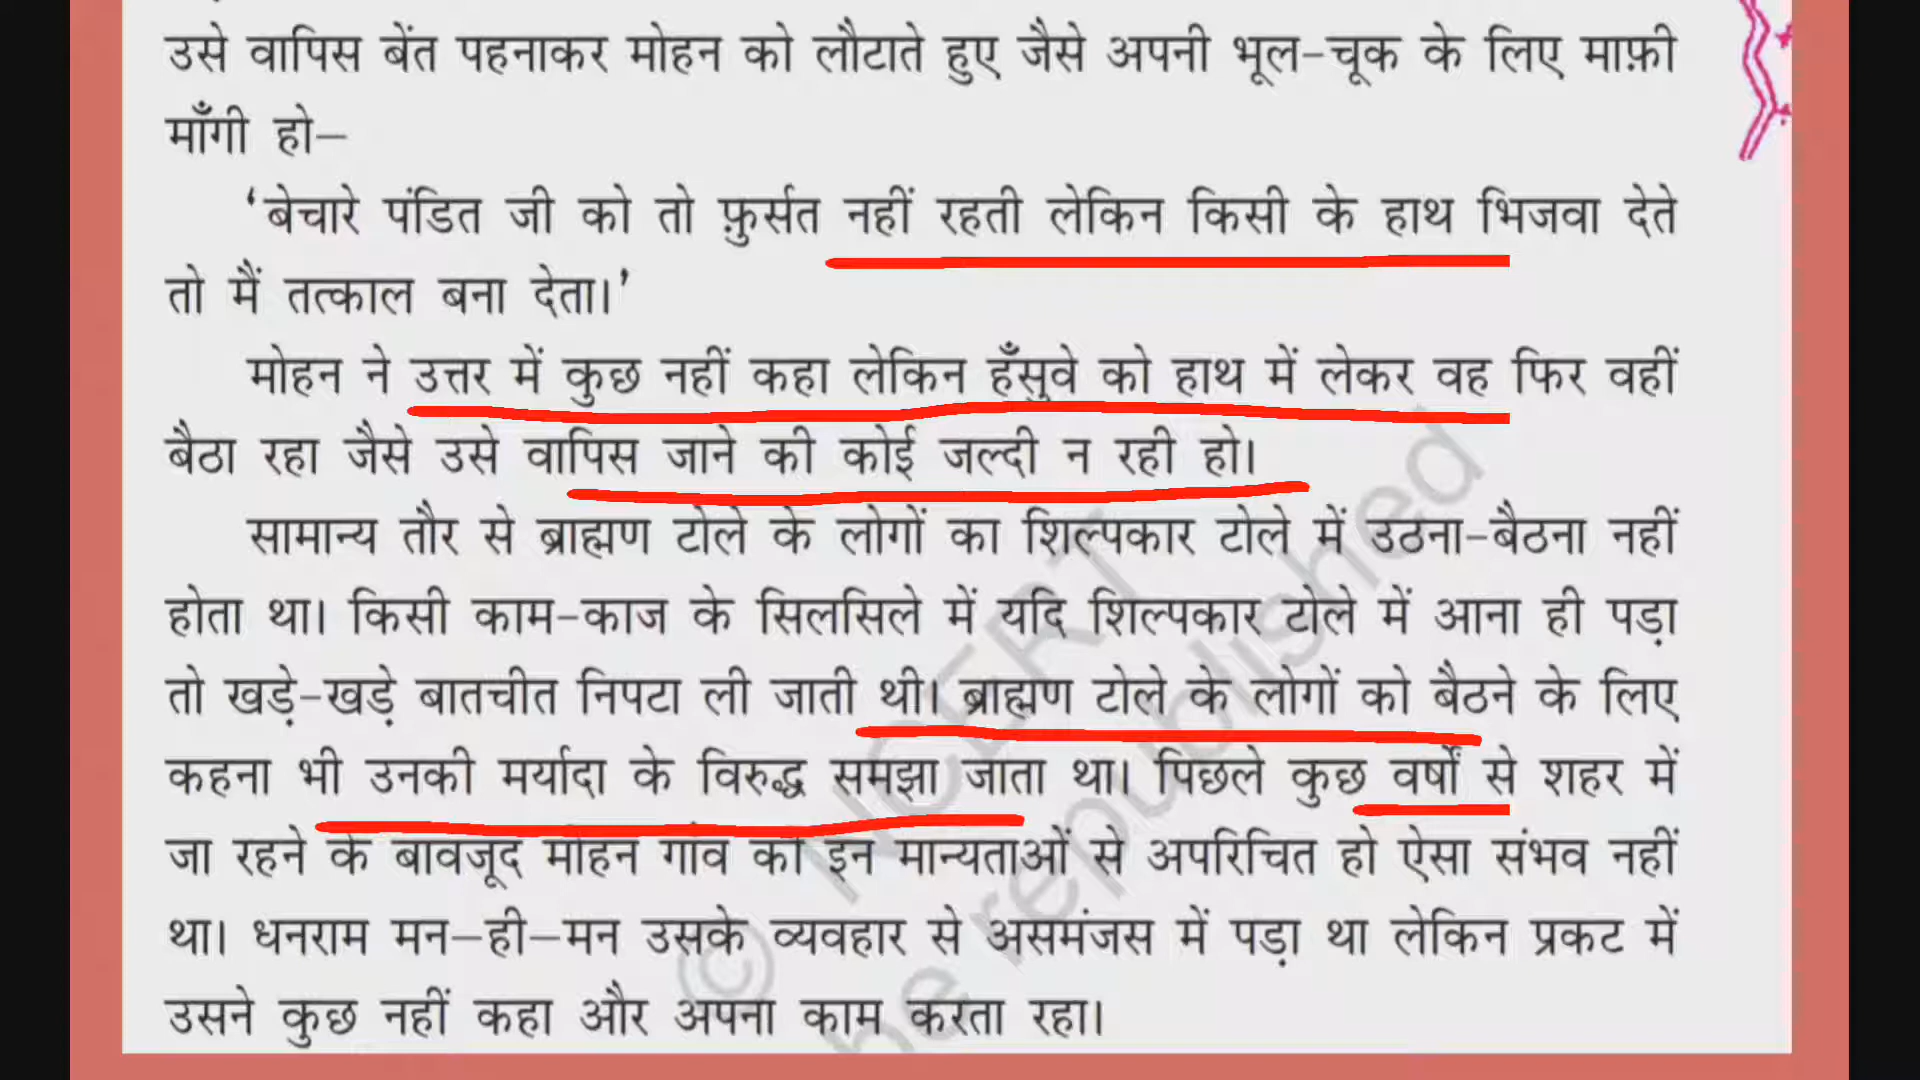 उसे वापिस बेंत पहनाकर मोहन को लौटाते हुए जैसे अपनी भूल-चूक के लिए माफ़ी
माँगी हो–
‘बेचारे पंडित जी को तो फ़ुर्सत नहीं रहती लेकिन किसी के हाथ भिजवा देते
तो मैं तत्काल बना देता।’
मोहन ने उत्तर में कुछ नहीं कहा लेकिन हँसुवे को हाथ में लेकर वह फिर वहीं
बैठा रहा जैसे उसे वापिस जाने की कोई जल्दी न रही हो।
सामान्य तौर से ब्राह्मण टोले के लोगों का शिल्पकार टोले में उठना-बैठना नहीं
होता था। किसी काम-काज के सिलसिले में यदि शिल्पकार टोले में आना ही पड़ा
तो खड़े-खड़े बातचीत निपटा ली जाती थी। ब्राह्मण टोले के लोगों को बैठने के लिए
कहना भी उनकी मर्यादा के विरुद्ध समझा जाता था। पिछले कुछ वर्षों से शहर में
जा रहने के बावजूद मोहन गांव की इन मान्यताओं से अपरिचित हो ऐसा संभव नहीं
था। धनराम मन–ही–मन उसके व्यवहार से असमंजस में पड़ा था लेकिन प्रकट में
उसने कुछ नहीं कहा और अपना काम करता रहा।
© NCERT
be republished